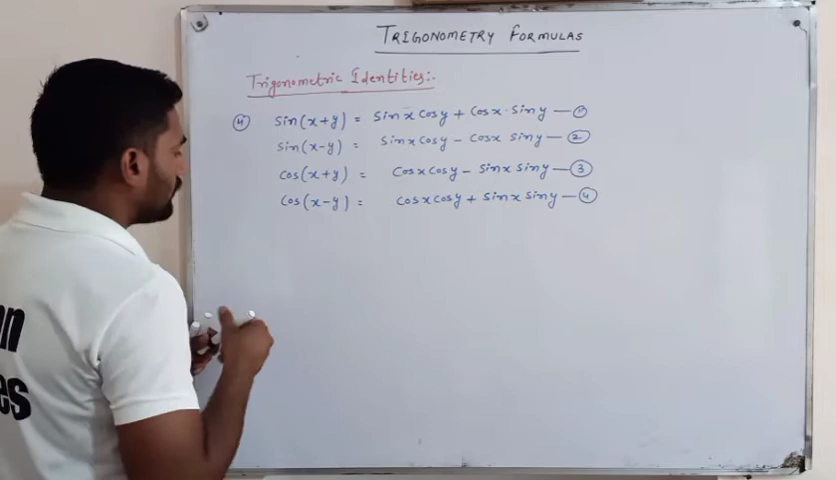 TRIGONOMETRY FORMULAS
Trigonometric Identities:-
④ sin(x+y) = sinx cosy + cosx·siny —①
sin(x-y) = sinx cosy - cosx siny —②
cos(x+y) = cosx cosy - sinx siny —③
cos(x-y) = cosx cosy + sinx siny —④